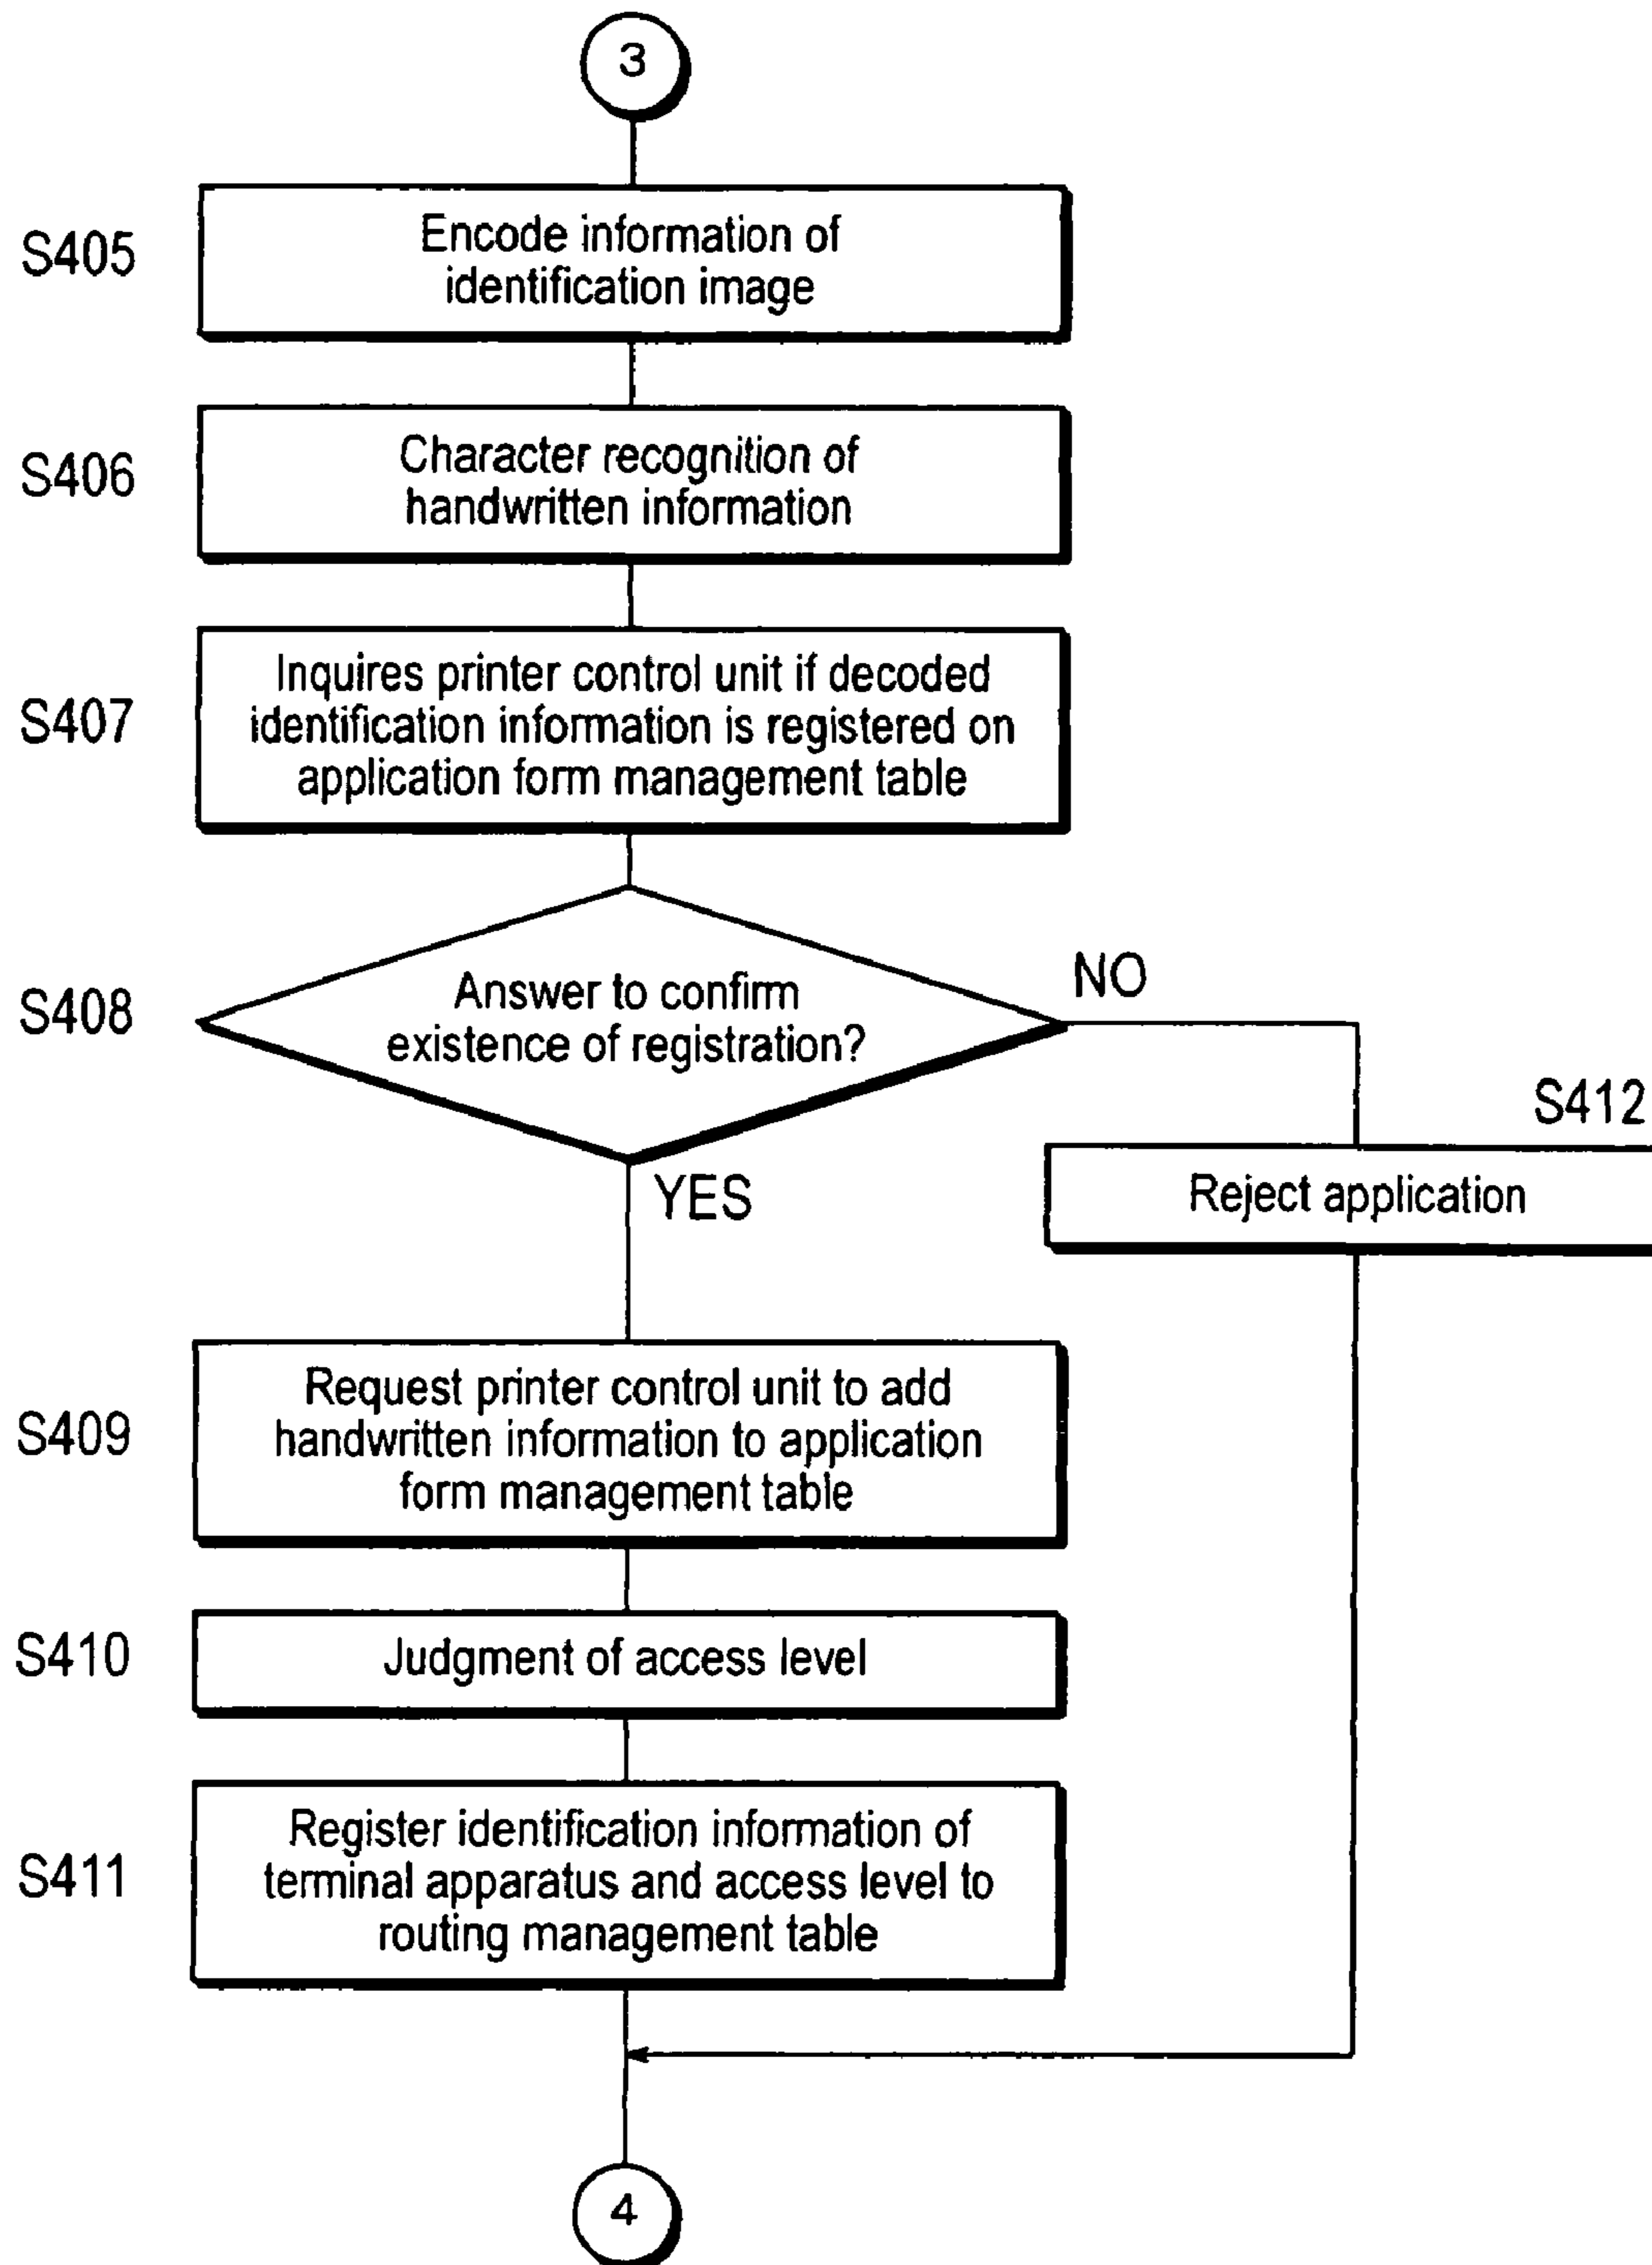 3
S405
Encode information of
identification image
S406
Character recognition of
handwritten information
S407
Inquires printer control unit if decoded
identification information is registered on
application form management table
S408
Answer to confirm
existence of registration?
NO
YES
S412
Reject application
S409
Request printer control unit to add
handwritten information to application
form management table
S410
Judgment of access level
S411
Register identification information of
terminal apparatus and access level to
routing management table
4